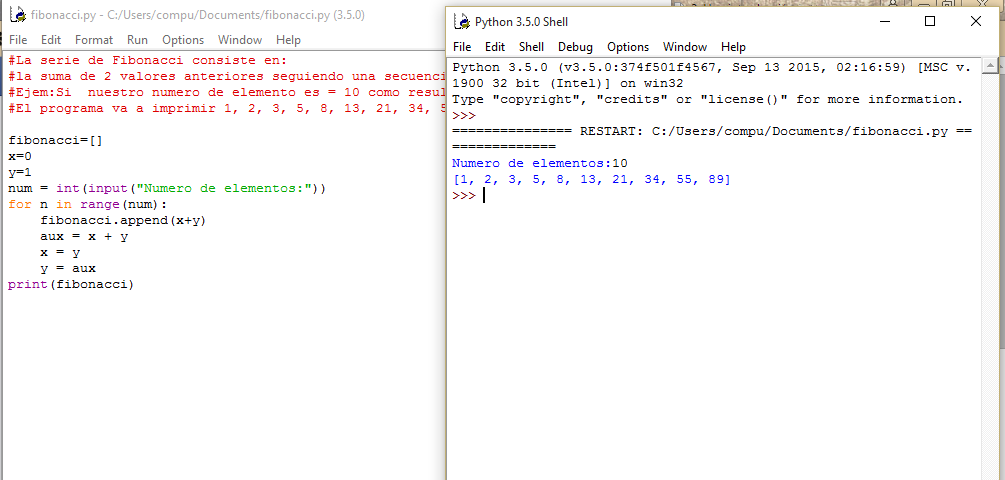 fibonacci.py - C:/Users/compu/Documents/fibonacci.py (3.5.0)
File Edit Format Run Options Window Help
#La serie de Fibonacci consiste en:
#la suma de 2 valores anteriores seguiendo una secuenci
#Ejem:Si  nuestro numero de elemento es = 10 como resul
#El programa va a imprimir 1, 2, 3, 5, 8, 13, 21, 34, 5
fibonacci=[]
x=0
y=1
num = int(input("Numero de elementos:"))
for n in range(num):
    fibonacci.append(x+y)
    aux = x + y
    x = y
    y = aux
print(fibonacci)
Python 3.5.0 Shell
File Edit Shell Debug Options Window Help
Python 3.5.0 (v3.5.0:374f501f4567, Sep 13 2015, 02:16:59) [MSC v.
1900 32 bit (Intel)] on win32
Type "copyright", "credits" or "license()" for more information.
>>>
=============== RESTART: C:/Users/compu/Documents/fibonacci.py ==
=============
Numero de elementos:10
[1, 2, 3, 5, 8, 13, 21, 34, 55, 89]
>>>